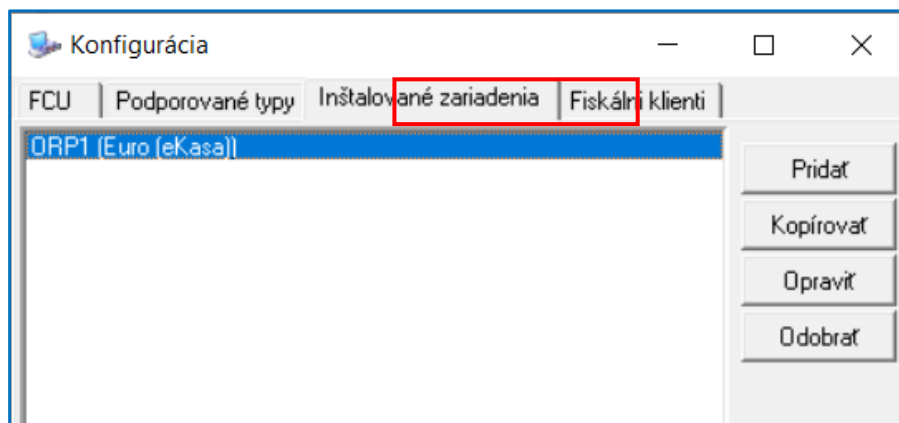 Konfigurácia
FCU Podporované typy Inštalované zariadenia Fiskálni klienti
ORP1 (Euro (eKasa))
Pridať
Kopírovať
Opraviť
Odobrať